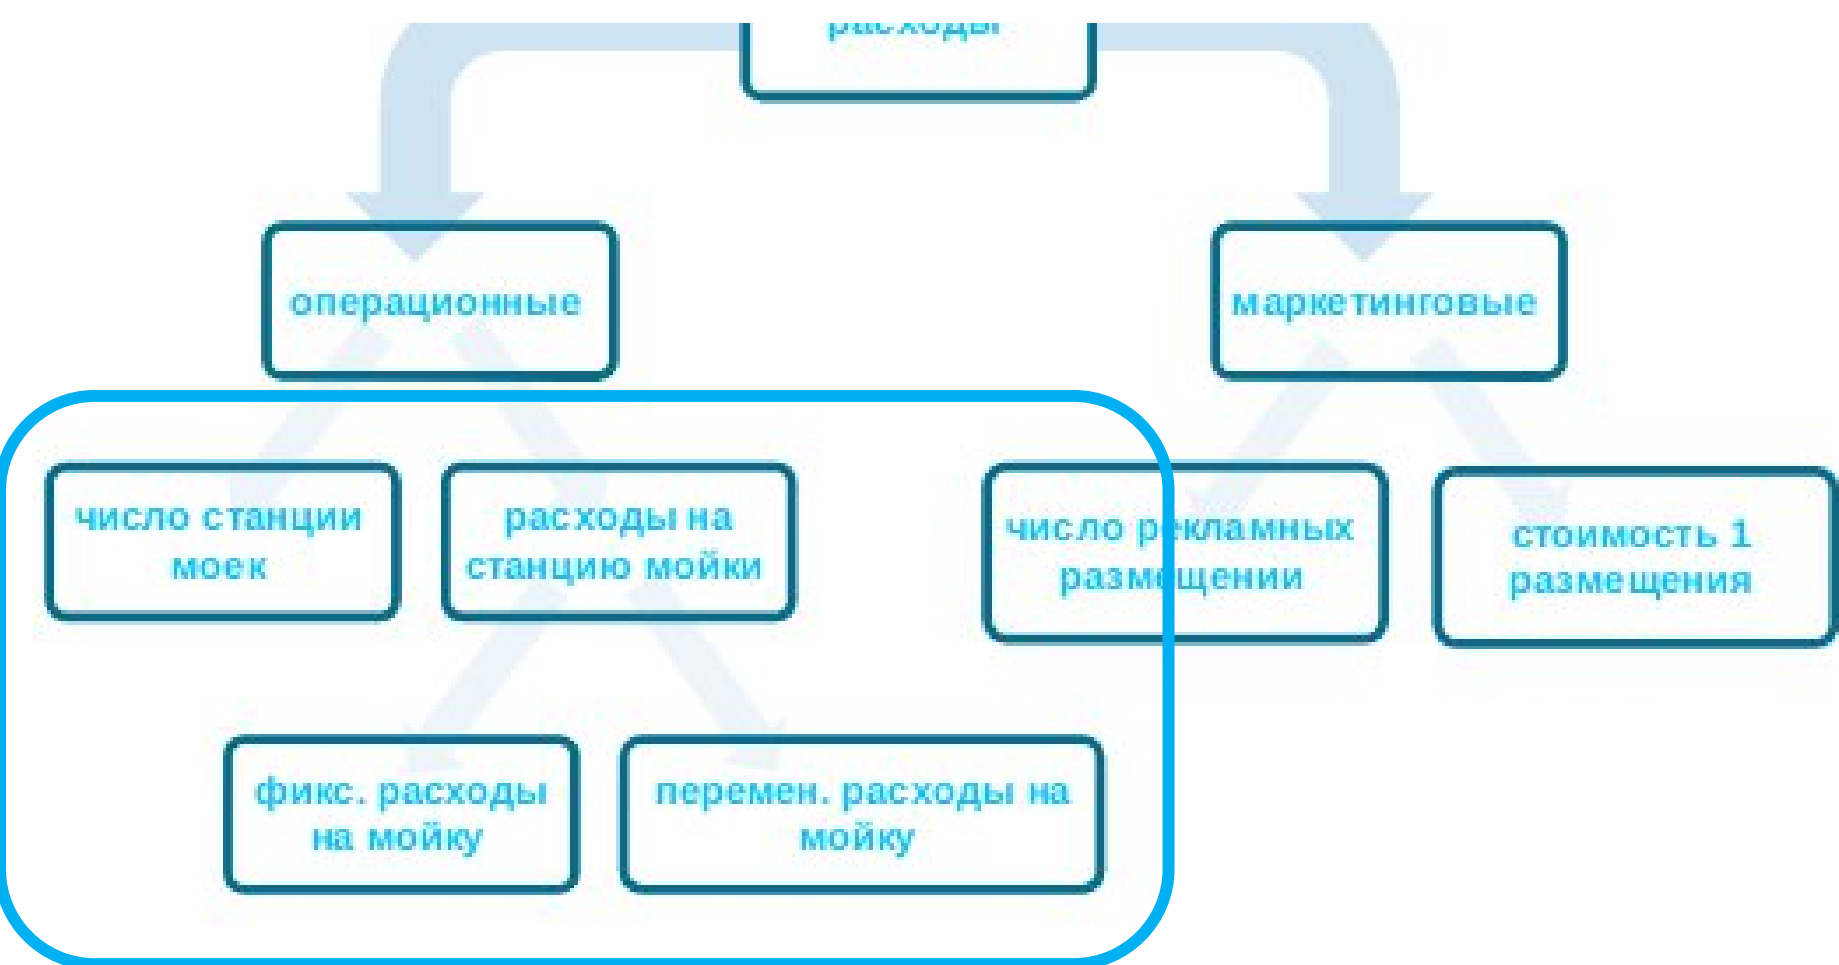 расходы
операционные
маркетинговые
число станции
моек
расходы на
станцию мойки
число рекламных
размещении
стоимость 1
размещения
фикс. расходы
на мойку
перемен. расходы на
мойку